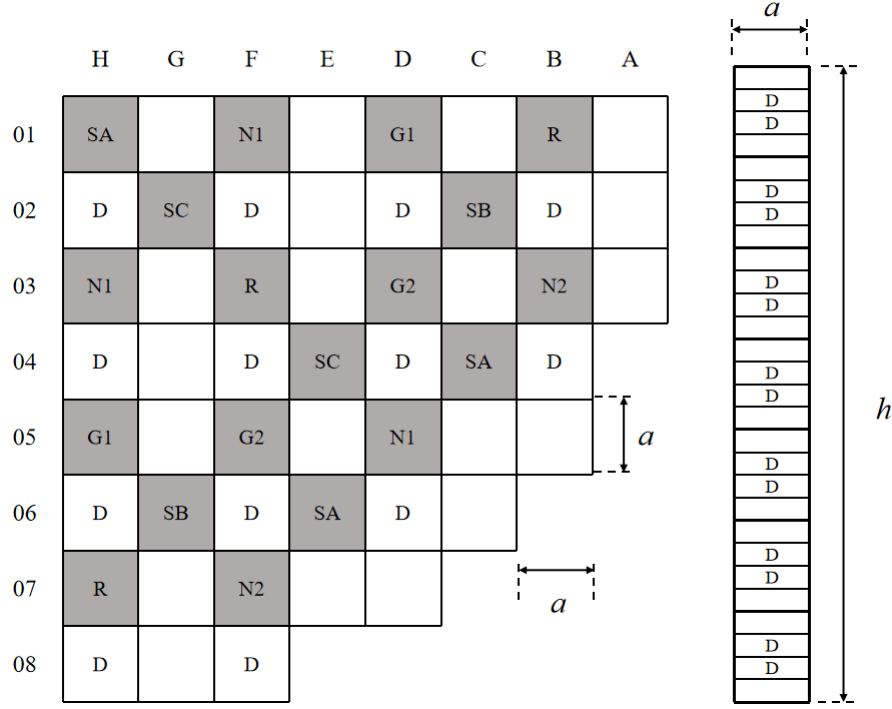 a
H G F E D C B A
01 SA N1 G1 R
D
D
02 D SC D D SB D
D
D
03 N1 R G2 N2
D
D
04 D D SC D SA D
D
D
h
05 G1 G2 N1
a
D
D
06 D SB D SA D
D
D
07 R N2
a
D
D
08 D D